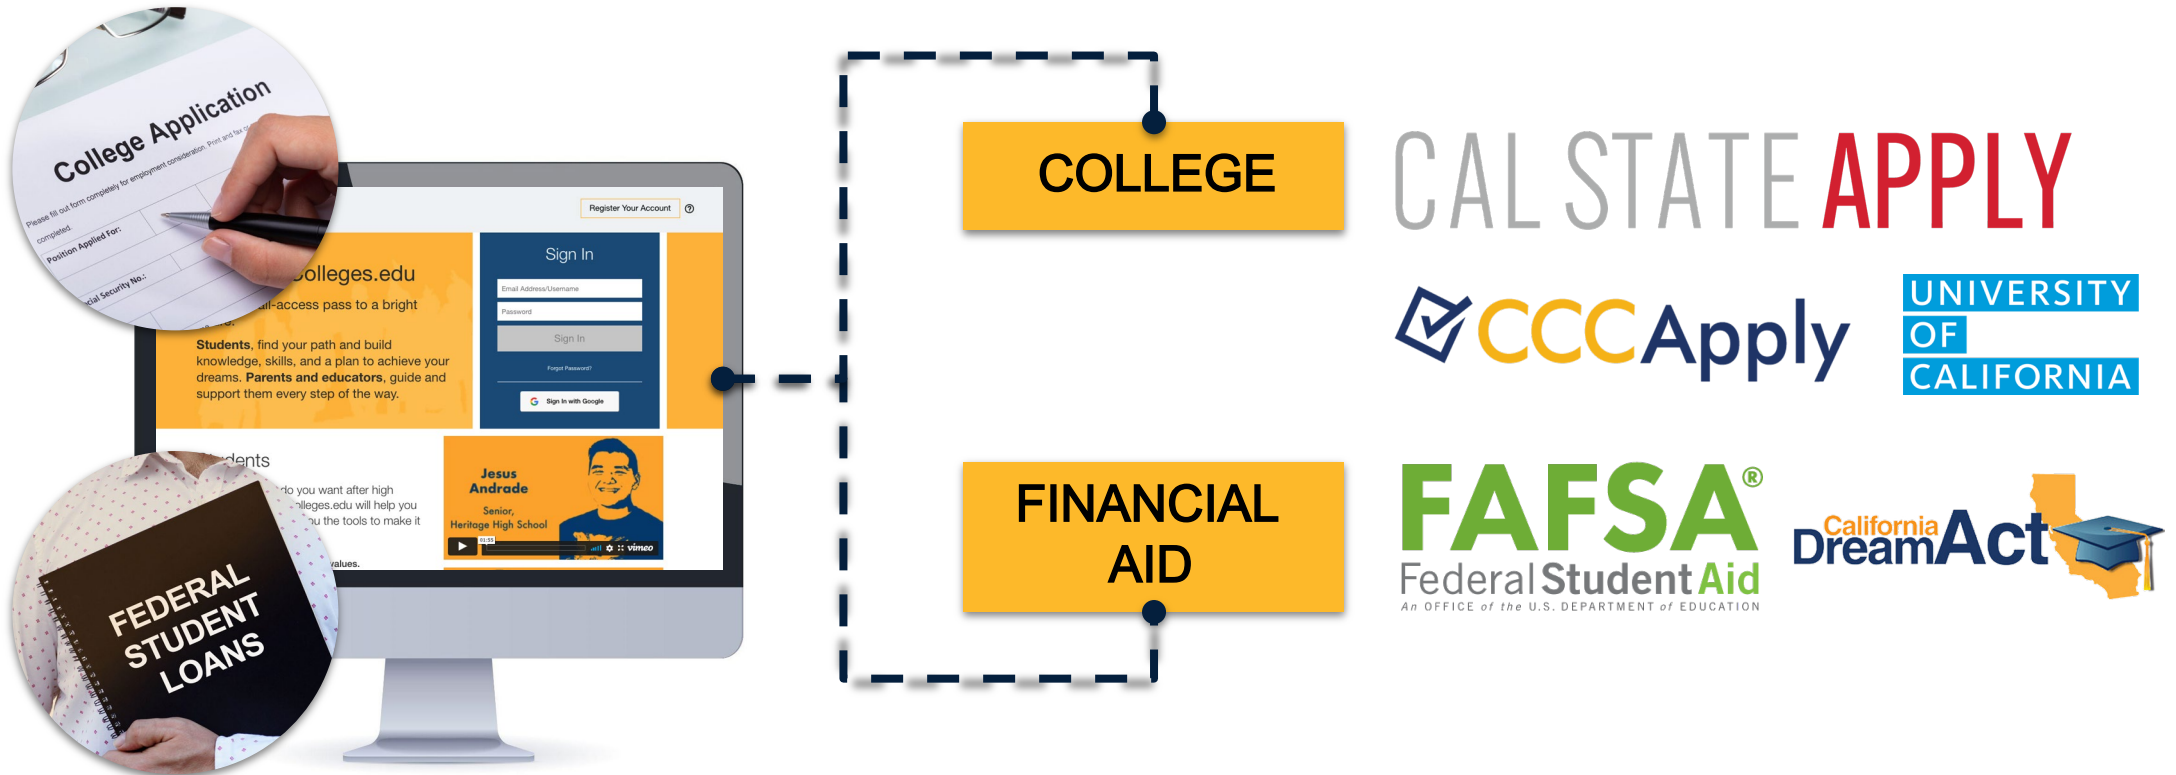 College Application
Please fill out form completely for employment consideration. Print and fax or
completed.
Position Applied For:
cial Security No.:
Register Your Account
olleges.edu
ll-access pass to a bright
Students, find your path and build
knowledge, skills, and a plan to achieve your
dreams. Parents and educators, guide and
support them every step of the way.
Sign In
Email Address/Username
Password
Sign In
Forgot Password?
G Sign In with Google
dents
do you want after high
lleges.edu will help you
ou the tools to make it
values.
Jesus
Andrade
Senior,
Heritage High School
01:55
vimeo
FEDERAL
STUDENT
LOANS
COLLEGE
CAL STATE APPLY
CCCApply
UNIVERSITY
OF
CALIFORNIA
FINANCIAL
AID
FAFSA®
Federal Student Aid
An OFFICE of the U.S. DEPARTMENT of EDUCATION
California
DreamAct